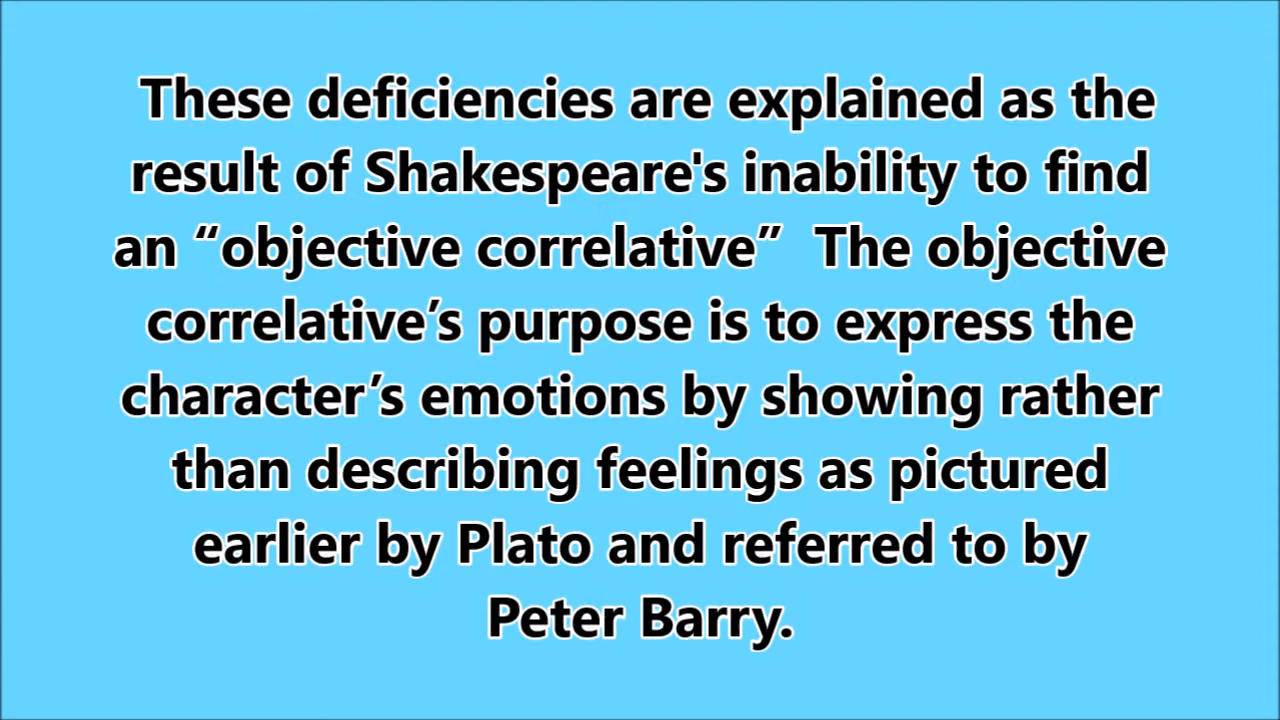 These deficiencies are explained as the
result of Shakespeare's inability to find
an “objective correlative”  The objective
correlative’s purpose is to express the
character’s emotions by showing rather
than describing feelings as pictured
earlier by Plato and referred to by
Peter Barry.